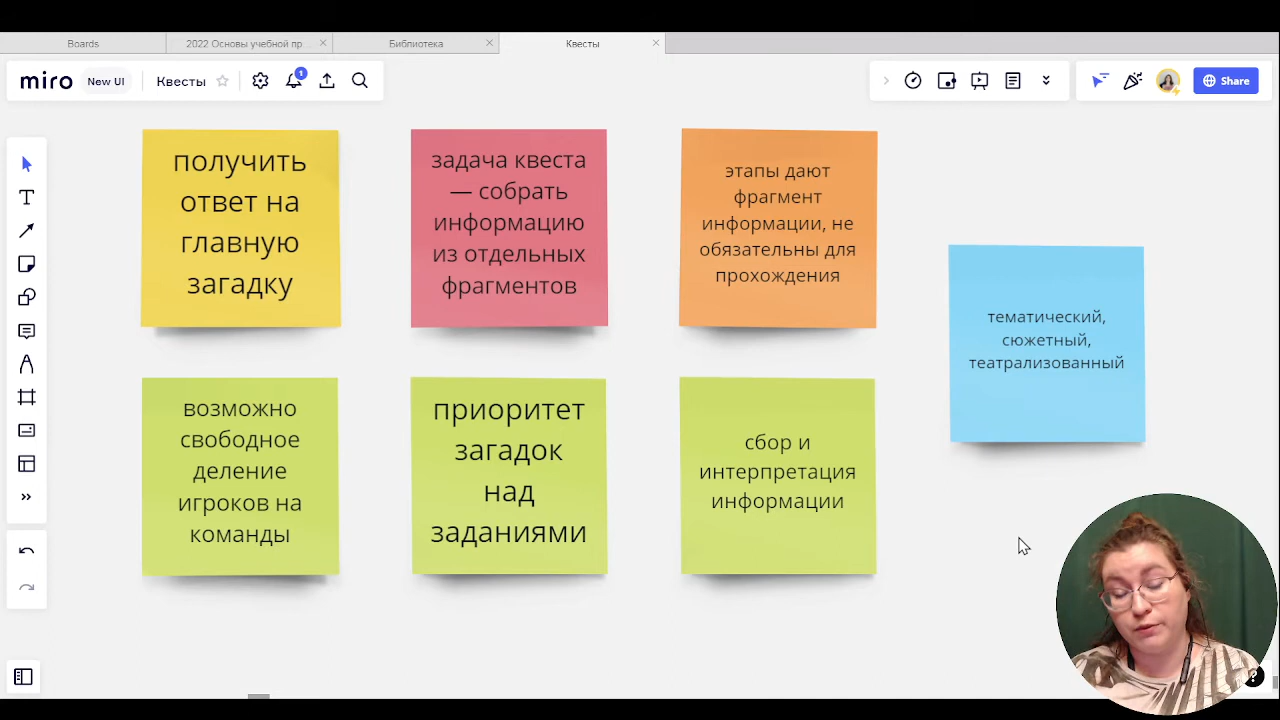 Boards
2022 Основы учебной пр...
Библиотека
Квесты
miro
New UI
Квесты
1
Share
получить
ответ на
главную
загадку
задача квеста
— собрать
информацию
из отдельных
фрагментов
этапы дают
фрагмент
информации, не
обязательны для
прохождения
тематический,
сюжетный,
театрализованный
возможно
свободное
деление
игроков на
команды
приоритет
загадок
над
заданиями
сбор и
интерпретация
информации
?